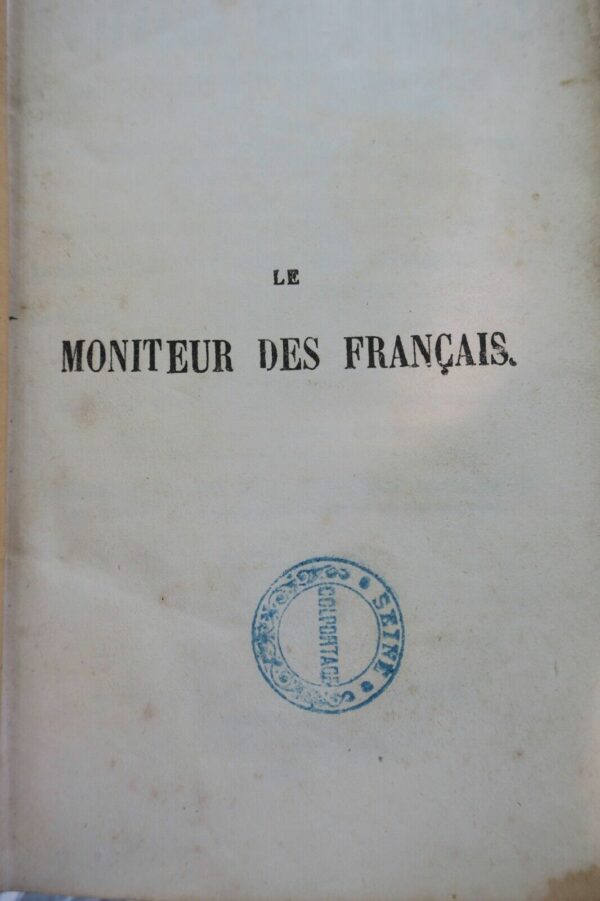 LE
MONITEUR DES FRANÇAIS.
SEINE
COLPORTAGE